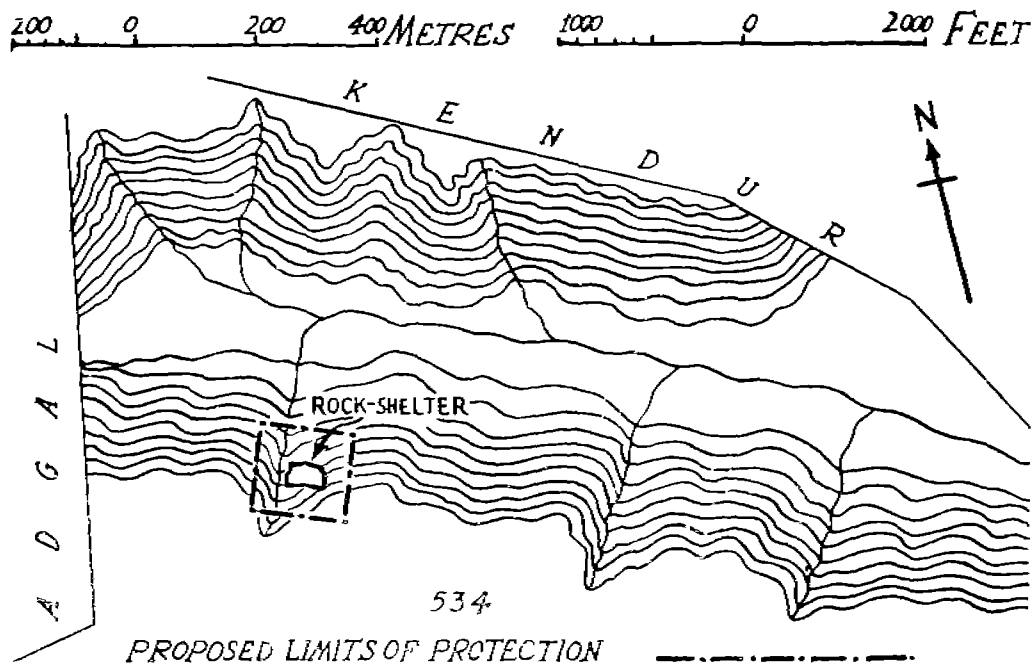 200 0 200 400 METRES 1000 0 2000 FEET
KENDUR
N
ADGAL
ROCK-SHELTER
534
PROPOSED LIMITS OF PROTECTION